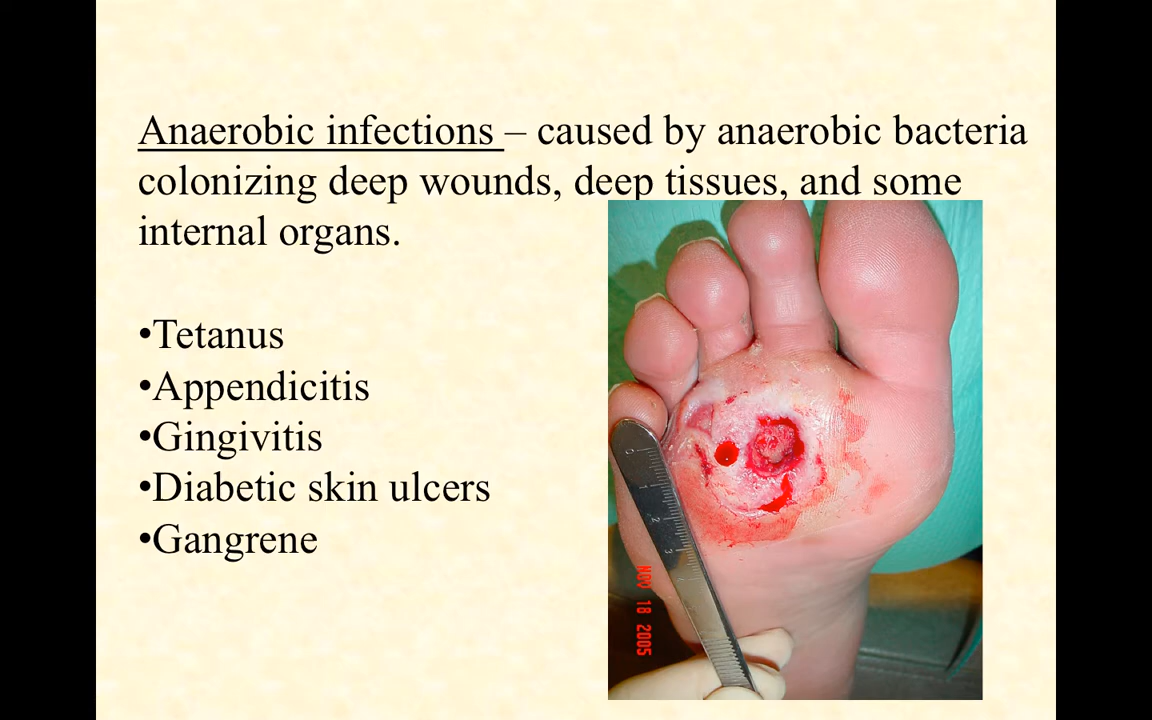 Anaerobic infections – caused by anaerobic bacteria
colonizing deep wounds, deep tissues, and some
internal organs.
•Tetanus
•Appendicitis
•Gingivitis
•Diabetic skin ulcers
•Gangrene
NOV 18 2005